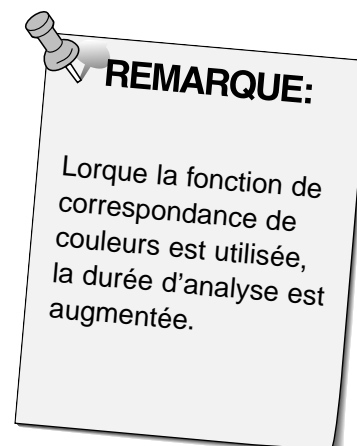 REMARQUE:
Lorque la fonction de
correspondance de
couleurs est utilisée,
la durée d'analyse est
augmentée.